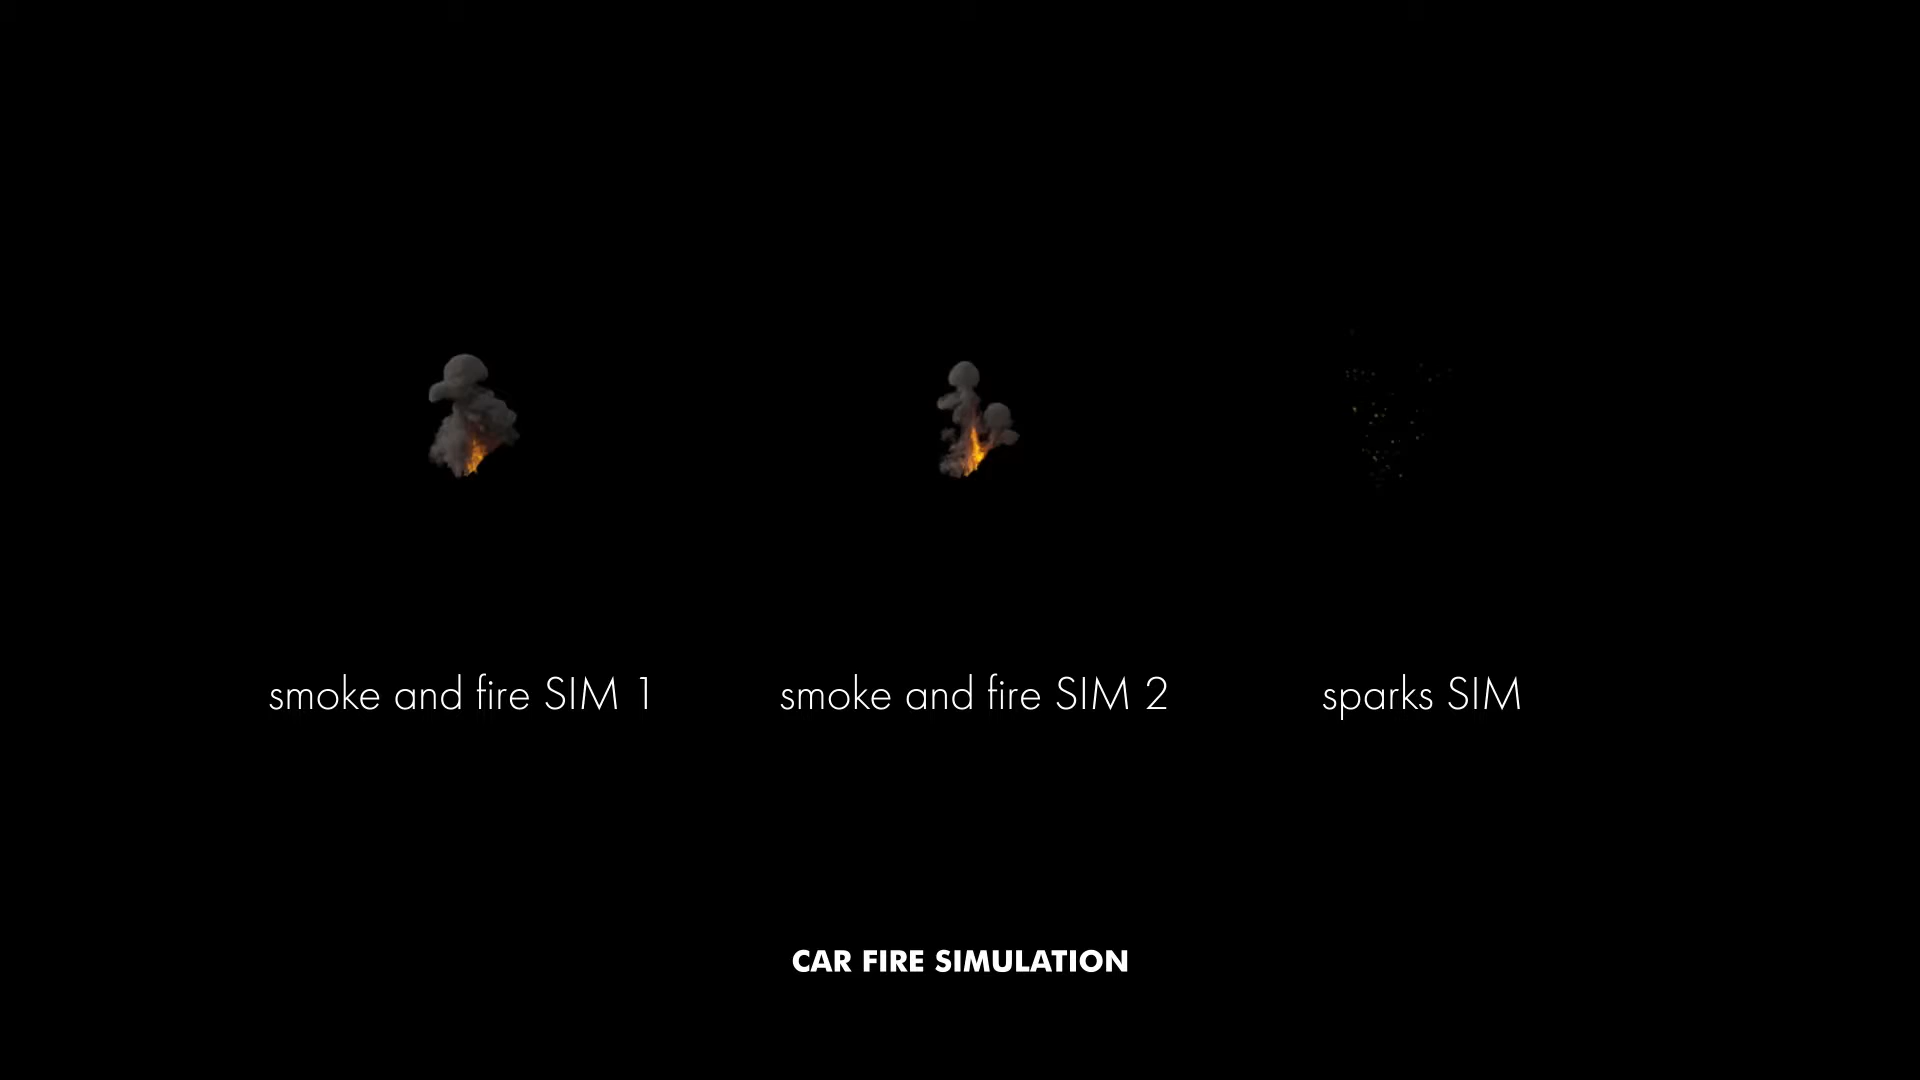 smoke and fire SIM 1
smoke and fire SIM 2
sparks SIM
CAR FIRE SIMULATION